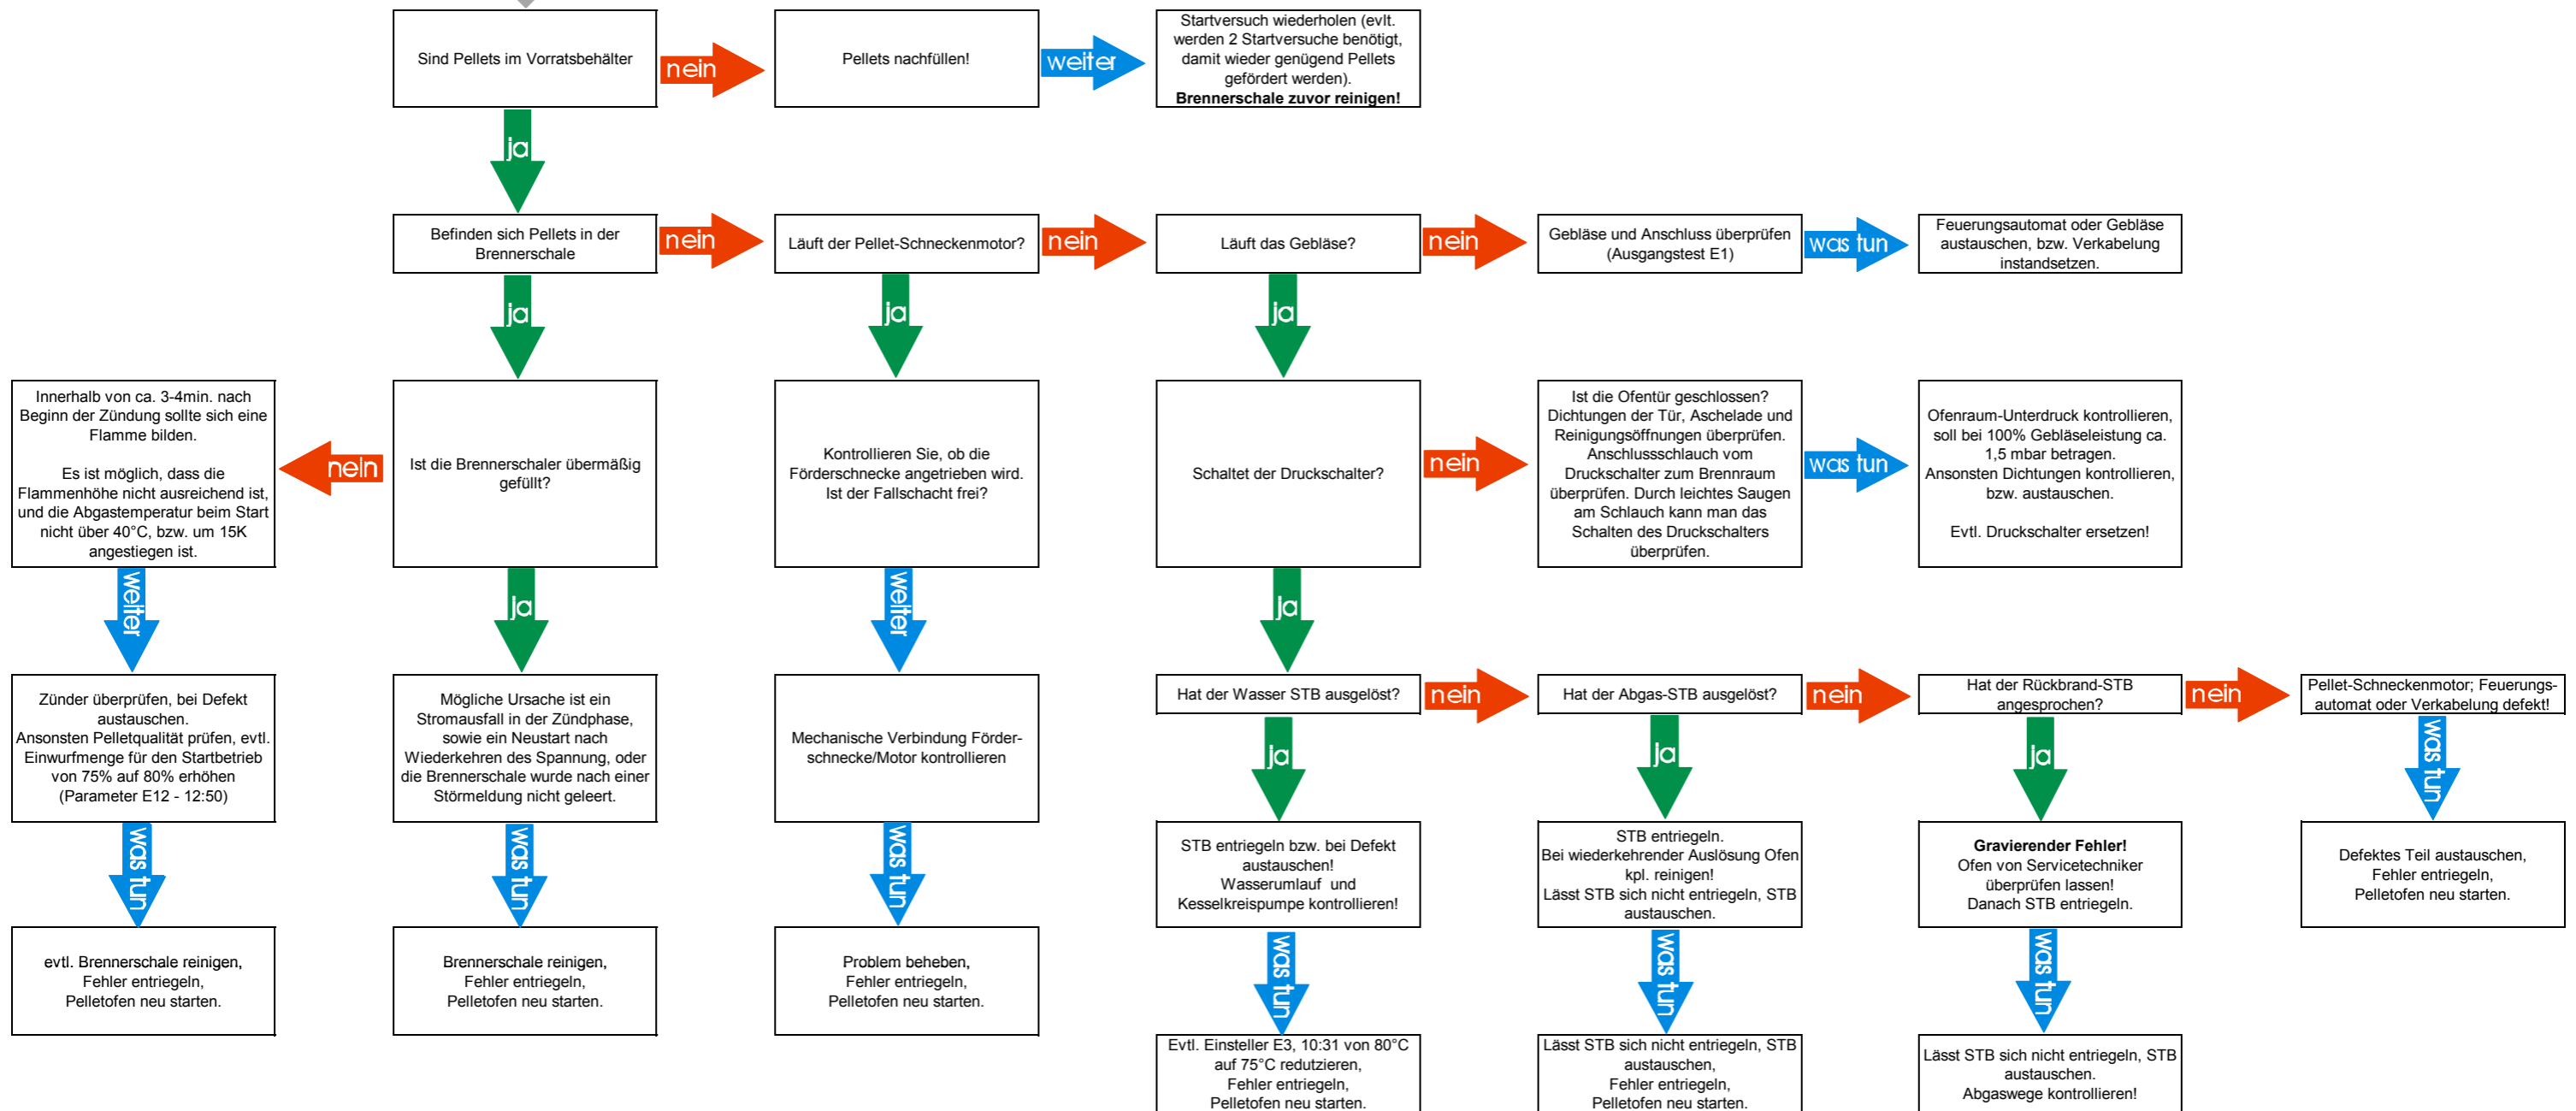 Sind Pellets im Vorratsbehälter
nein
Pellets nachfüllen!
weiter
Startversuch wiederholen (evlt.
werden 2 Startversuche benötigt,
damit wieder genügend Pellets
gefördert werden).
Brennerschale zuvor reinigen!
ja
Befinden sich Pellets in der
Brennerschale
nein
Läuft der Pellet-Schneckenmotor?
nein
Läuft das Gebläse?
nein
Gebläse und Anschluss überprüfen
(Ausgangstest E1)
was tun
Feuerungsautomat oder Gebläse
austauschen, bzw. Verkabelung
instandsetzen.
ja
ja
ja
Innerhalb von ca. 3-4min. nach
Beginn der Zündung sollte sich eine
Flamme bilden.
Es ist möglich, dass die
Flammenhöhe nicht ausreichend ist,
und die Abgastemperatur beim Start
nicht über 40°C, bzw. um 15K
angestiegen ist.
nein
Ist die Brennerschaler übermäßig
gefüllt?
Kontrollieren Sie, ob die
Förderschnecke angetrieben wird.
Ist der Fallschacht frei?
Schaltet der Druckschalter?
nein
Ist die Ofentür geschlossen?
Dichtungen der Tür, Aschelade und
Reinigungsöffnungen überprüfen.
Anschlussschlauch vom
Druckschalter zum Brennraum
überprüfen. Durch leichtes Saugen
am Schlauch kann man das
Schalten des Druckschalters
überprüfen.
was tun
Ofenraum-Unterdruck kontrollieren,
soll bei 100% Gebläseleistung ca.
1,5 mbar betragen.
Ansonsten Dichtungen kontrollieren,
bzw. austauschen.
Evtl. Druckschalter ersetzen!
weiter
ja
weiter
ja
Zünder überprüfen, bei Defekt
austauschen.
Ansonsten Pelletqualität prüfen, evtl.
Einwurfmenge für den Startbetrieb
von 75% auf 80% erhöhen
(Parameter E12 - 12:50)
Mögliche Ursache ist ein
Stromausfall in der Zündphase,
sowie ein Neustart nach
Wiederkehren des Spannung, oder
die Brennerschale wurde nach einer
Störmeldung nicht geleert.
Mechanische Verbindung Förder-
schnecke/Motor kontrollieren
Hat der Wasser STB ausgelöst?
nein
Hat der Abgas-STB ausgelöst?
nein
Hat der Rückbrand-STB
angesprochen?
nein
Pellet-Schneckenmotor; Feuerungs-
automat oder Verkabelung defekt!
ja
ja
ja
was tun
was tun
was tun
was tun
STB entriegeln bzw. bei Defekt
austauschen!
Wasserumlauf und
Kesselkreispumpe kontrollieren!
STB entriegeln.
Bei wiederkehrender Auslösung Ofen
kpl. reinigen!
Lässt STB sich nicht entriegeln, STB
austauschen.
Gravierender Fehler!
Ofen von Servicetechniker
überprüfen lassen!
Danach STB entriegeln.
Defektes Teil austauschen,
Fehler entriegeln,
Pelletofen neu starten.
evtl. Brennerschale reinigen,
Fehler entriegeln,
Pelletofen neu starten.
Brennerschale reinigen,
Fehler entriegeln,
Pelletofen neu starten.
Problem beheben,
Fehler entriegeln,
Pelletofen neu starten.
was tun
was tun
was tun
Evtl. Einsteller E3, 10:31 von 80°C
auf 75°C redutzieren,
Fehler entriegeln,
Pelletofen neu starten.
Lässt STB sich nicht entriegeln, STB
austauschen,
Fehler entriegeln,
Pelletofen neu starten.
Lässt STB sich nicht entriegeln, STB
austauschen.
Abgaswege kontrollieren!